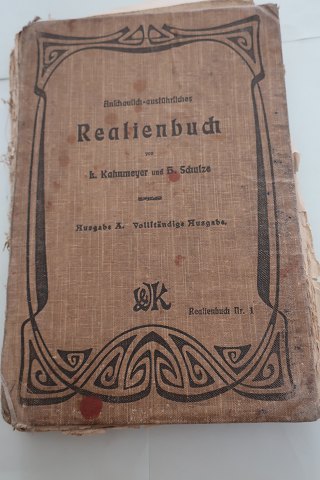 Anschaulich-ausführliches
Realienbuch
von
L. Kahnmeyer und H. Schulze
Ausgabe A. Vollständige Ausgabe.
V&K
Realienbuch Nr. 1